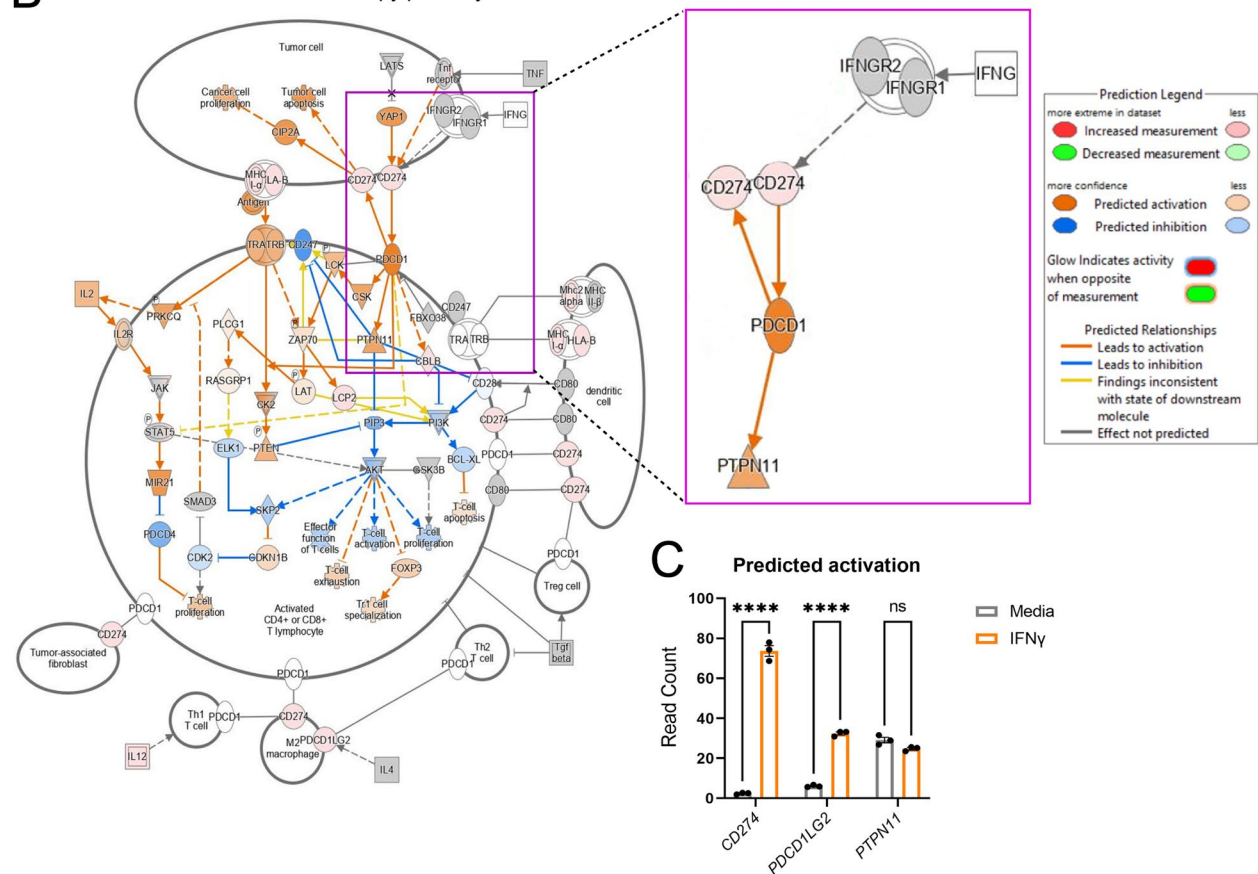 B
Tumor cell
LATS
Tnf
receptor
TNF
Cancer cell
proliferation
Tumor cell
apoptosis
YAP1
IFNGR2
IFNGR1
IFNG
CIP2A
MHC
I-α
HLA-B
CD274
CD274
Antigen
TRA
TRB
CD247
P
LCK
PDCD1
CSK
IL2
P
PRKCQ
FBXO38
CD247
Mhc2
alpha
MHC
II-β
IL2R
PLCG1
P
ZAP70
PTPN11
TRA
TRB
MHC
I-α
HLA-B
CBLB
JAK
RASGRP1
P
LAT
LCP2
CD28
CD80
dendritic
cell
CK2
P
STAT5
P
PTEN
ELK1
PIP3
PI3K
CD274
CD80
MIR21
AKT
GSK3B
BCL-XL
PDCD1
CD274
SMAD3
SKP2
CD80
CD274
T-cell
apoptosis
PDCD4
CDK2
CDKN1B
Effector
function
of T cells
T-cell
activation
T-cell
proliferation
PDCD1
T-cell
exhaustion
FOXP3
Treg cell
T-cell
proliferation
Activated
CD4+ or CD8+
T lymphocyte
Tr1 cell
specialization
PDCD1
CD274
Tumor-associated
fibroblast
Th2
T cell
PDCD1
Tgf
beta
PDCD1
Th1
T cell
PDCD1
CD274
M2
macrophage
PDCD1LG2
IL12
IL4
IFNGR2
IFNGR1
IFNG
CD274
CD274
PDCD1
PTPN11
Prediction Legend
more extreme in dataset less
Increased measurement
Decreased measurement
more confidence less
Predicted activation
Predicted inhibition
Glow Indicates activity
when opposite
of measurement
Predicted Relationships
Leads to activation
Leads to inhibition
Findings inconsistent
with state of downstream
molecule
Effect not predicted
C
Predicted activation
Read Count
100
80
60
40
20
0
**** **** ns
CD274
PDCD1LG2
PTPN11
Media
IFNγ